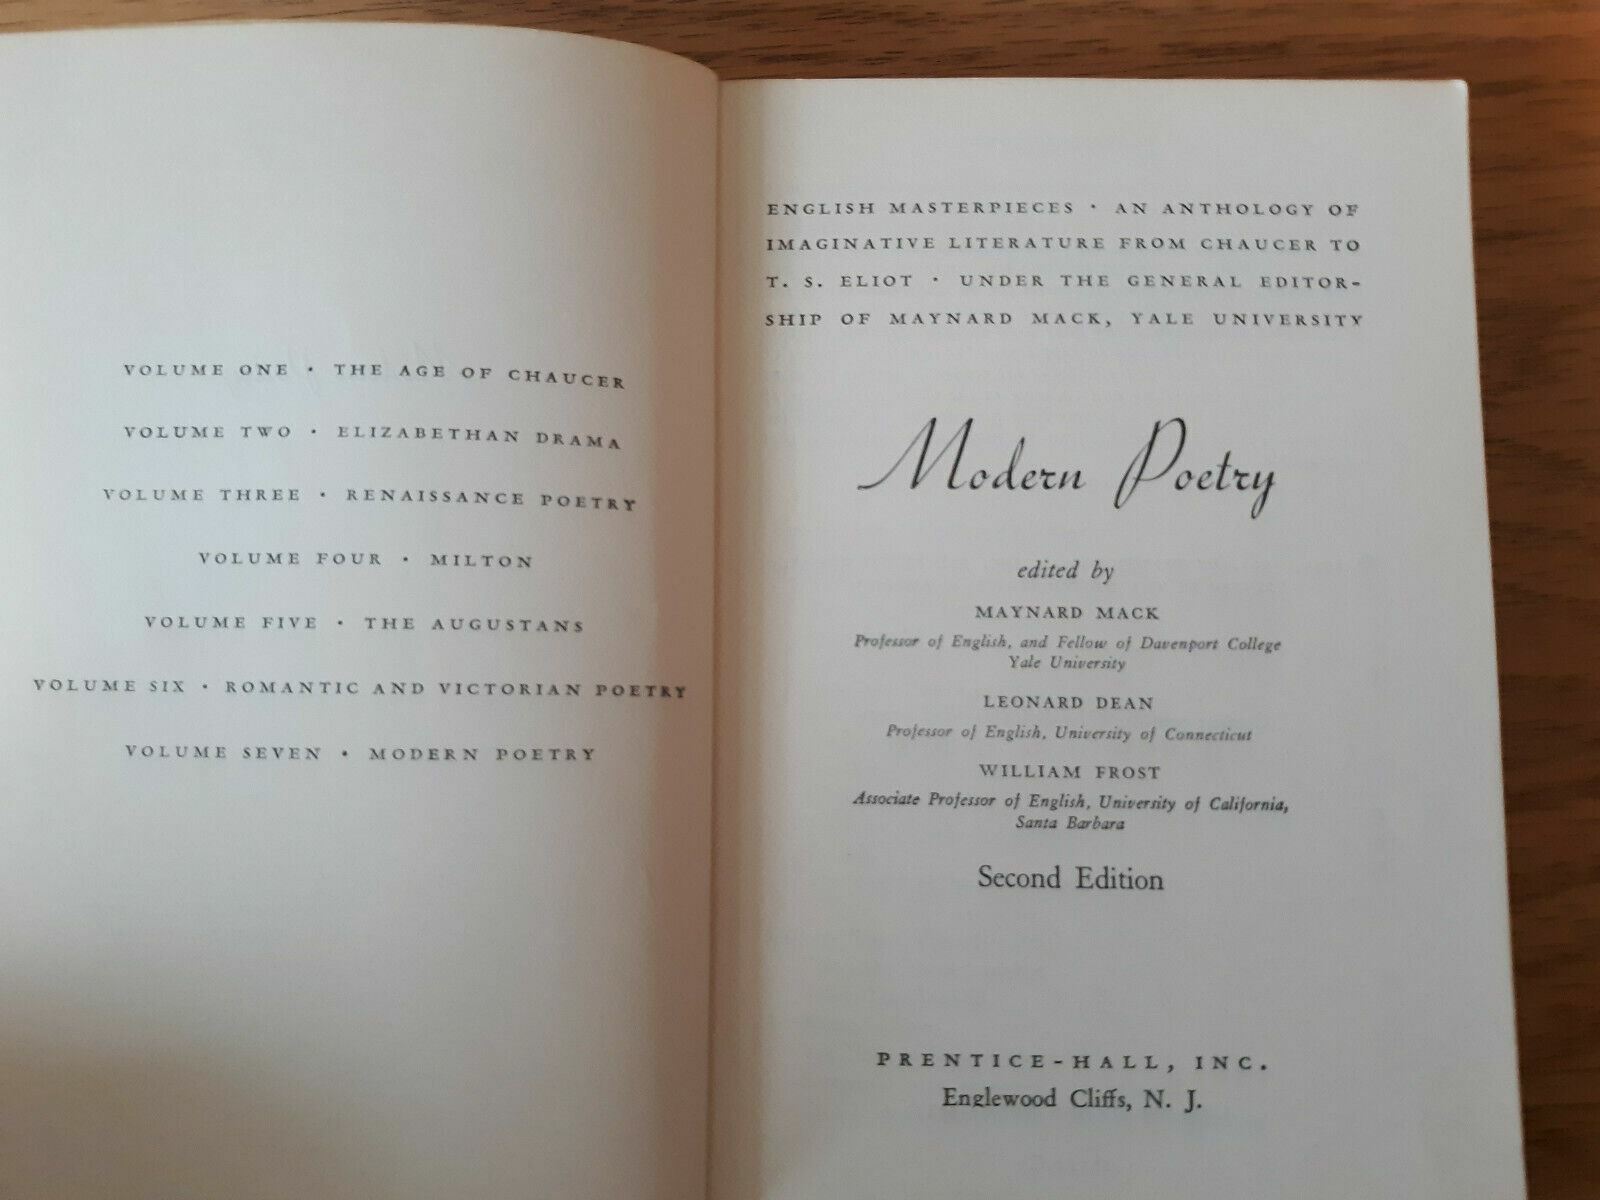 VOLUME ONE · THE AGE OF CHAUCER
VOLUME TWO · ELIZABETHAN DRAMA
VOLUME THREE · RENAISSANCE POETRY
VOLUME FOUR · MILTON
VOLUME FIVE · THE AUGUSTANS
VOLUME SIX · ROMANTIC AND VICTORIAN POETRY
VOLUME SEVEN · MODERN POETRY
ENGLISH MASTERPIECES · AN ANTHOLOGY OF
IMAGINATIVE LITERATURE FROM CHAUCER TO
T. S. ELIOT · UNDER THE GENERAL EDITOR-
SHIP OF MAYNARD MACK, YALE UNIVERSITY
Modern Poetry
edited by
MAYNARD MACK
Professor of English, and Fellow of Davenport College
Yale University
LEONARD DEAN
Professor of English, University of Connecticut
WILLIAM FROST
Associate Professor of English, University of California,
Santa Barbara
Second Edition
PRENTICE-HALL, INC.
Englewood Cliffs, N. J.